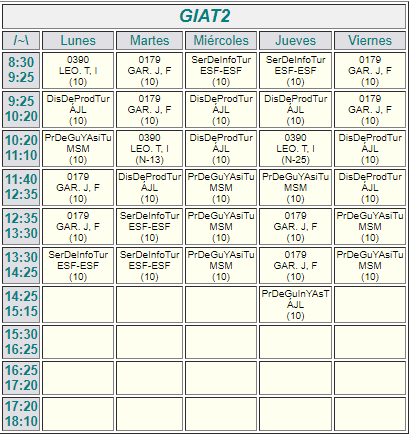 GIAT2
/~\ Lunes Martes Miércoles Jueves Viernes
8:30 0390 0179 SerDeInfoTur SerDeInfoTur 0179
9:25 LEO. T, I GAR. J, F ESF-ESF ESF-ESF GAR. J, F
(10) (10) (10) (10) (10)
9:25 DisDeProdTur 0179 DisDeProdTur DisDeProdTur DisDeProdTur
10:20 ÁJL GAR. J, F ÁJL ÁJL ÁJL
(10) (10) (10) (10) (10)
10:20 PrDeGuYAsiTu 0390 DisDeProdTur 0390 DisDeProdTur
11:10 MSM LEO. T, I ÁJL LEO. T, I ÁJL
(10) (N-13) (10) (N-25) (10)
11:40 0179 DisDeProdTur PrDeGuYAsiTu PrDeGuYAsiTu DisDeProdTur
12:35 GAR. J, F ÁJL MSM MSM ÁJL
(10) (10) (10) (10) (10)
12:35 0179 SerDeInfoTur PrDeGuYAsiTu 0179 PrDeGuYAsiTu
13:30 GAR. J, F ESF-ESF MSM GAR. J, F MSM
(10) (10) (10) (10) (10)
13:30 SerDeInfoTur SerDeInfoTur PrDeGuYAsiTu 0179 PrDeGuYAsiTu
14:25 ESF-ESF ESF-ESF MSM GAR. J, F MSM
(10) (10) (10) (10) (10)
14:25 PrDeGuInYAsT
15:15 ÁJL
(10)
15:30
16:25
16:25
17:20
17:20
18:10